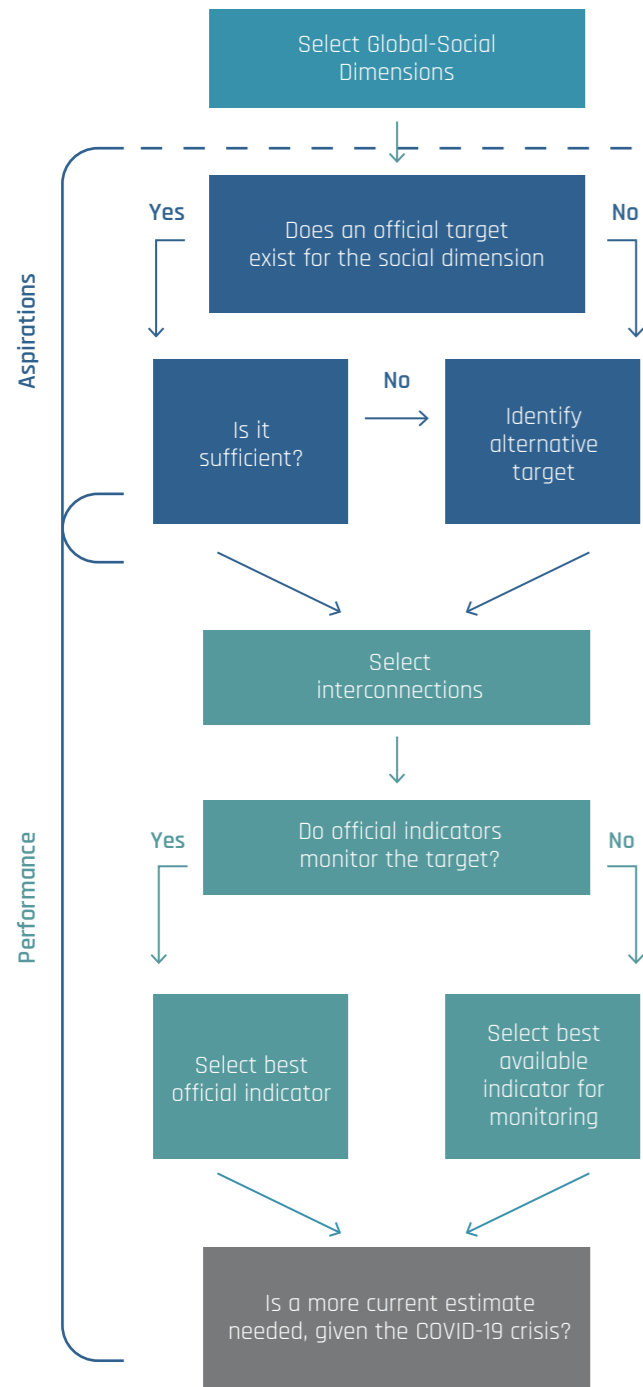 Select Global-Social
Dimensions
Yes
No
Does an official target
exist for the social dimension
Aspirations
No
Is it
sufficient?
Identify
alternative
target
Select
interconnections
Yes
No
Do official indicators
monitor the target?
Performance
Select best
official indicator
Select best
available
indicator for
monitoring
Is a more current estimate
needed, given the COVID-19 crisis?